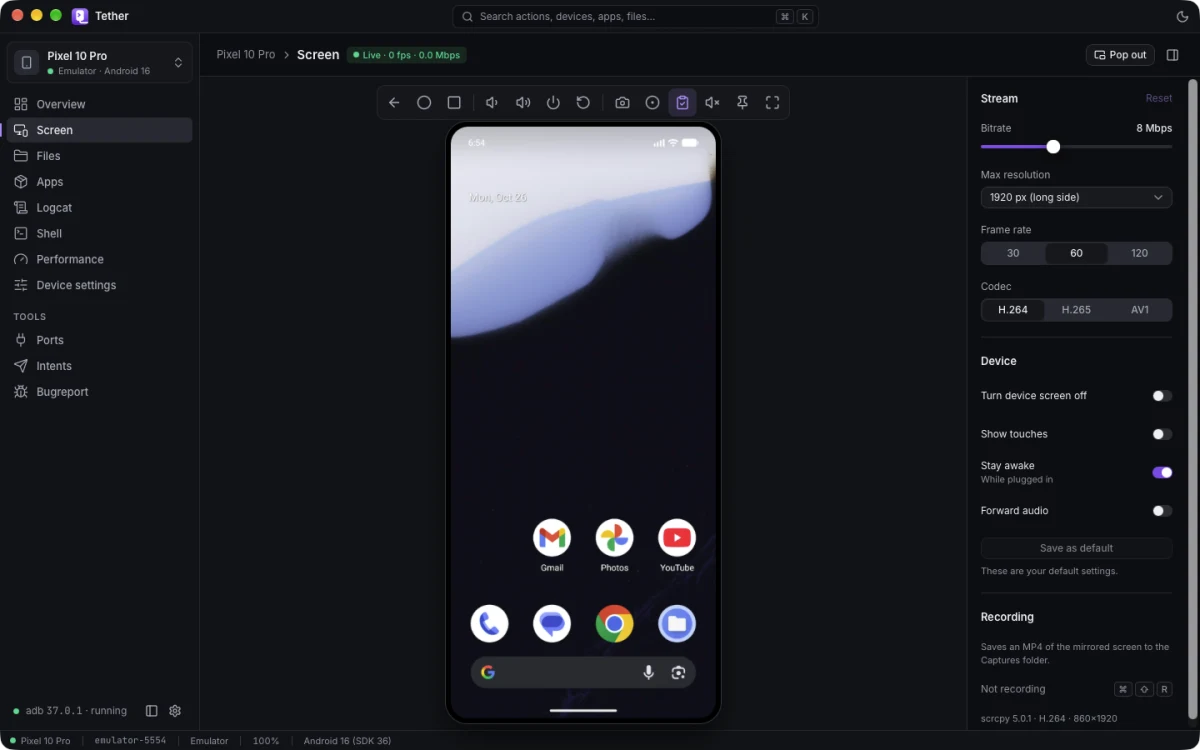 Tether
Search actions, devices, apps, files...
⌘ K
Pixel 10 Pro
Emulator · Android 16
Overview
Screen
Files
Apps
Logcat
Shell
Performance
Device settings
TOOLS
Ports
Intents
Bugreport
adb 37.0.1 · running
Pixel 10 Pro › Screen
Live · 0 fps · 0.0 Mbps
Pop out
6:54
Mon, Oct 26
Gmail
Photos
YouTube
Stream
Reset
Bitrate
8 Mbps
Max resolution
1920 px (long side)
Frame rate
30 60 120
Codec
H.264 H.265 AV1
Device
Turn device screen off
Show touches
Stay awake
While plugged in
Forward audio
Save as default
These are your default settings.
Recording
Saves an MP4 of the mirrored screen to the
Captures folder.
Not recording
⌘ ⇧ R
scrcpy 5.0.1 · H.264 · 860×1920
Pixel 10 Pro
emulator-5554
Emulator
100%
Android 16 (SDK 36)